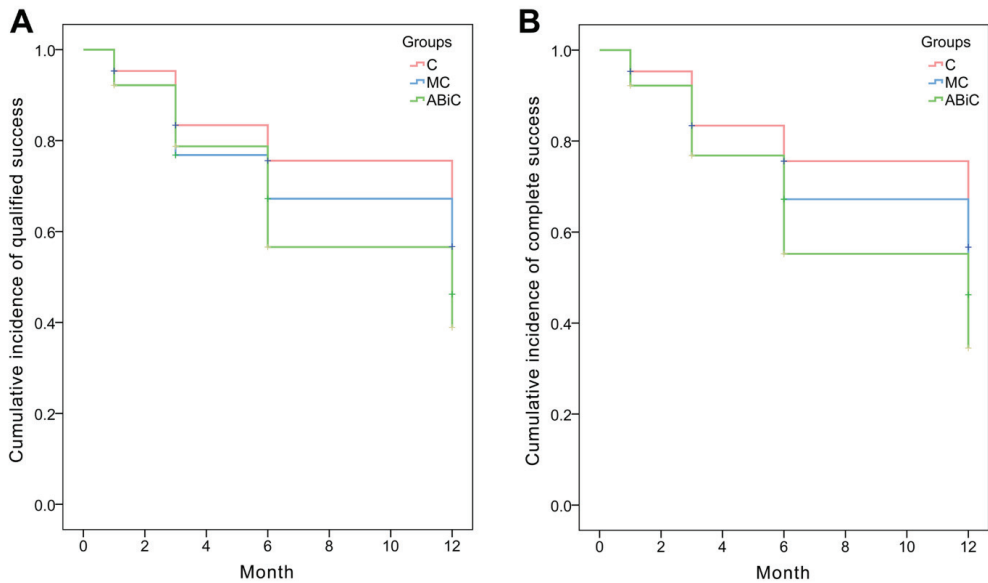 A
Cumulative incidence of qualified success
1.0
0.8
0.6
0.4
0.2
0.0
Groups
C
MC
ABiC
0 2 4 6 8 10 12
Month
B
Cumulative incidence of complete success
1.0
0.8
0.6
0.4
0.2
0.0
Groups
C
MC
ABiC
0 2 4 6 8 10 12
Month